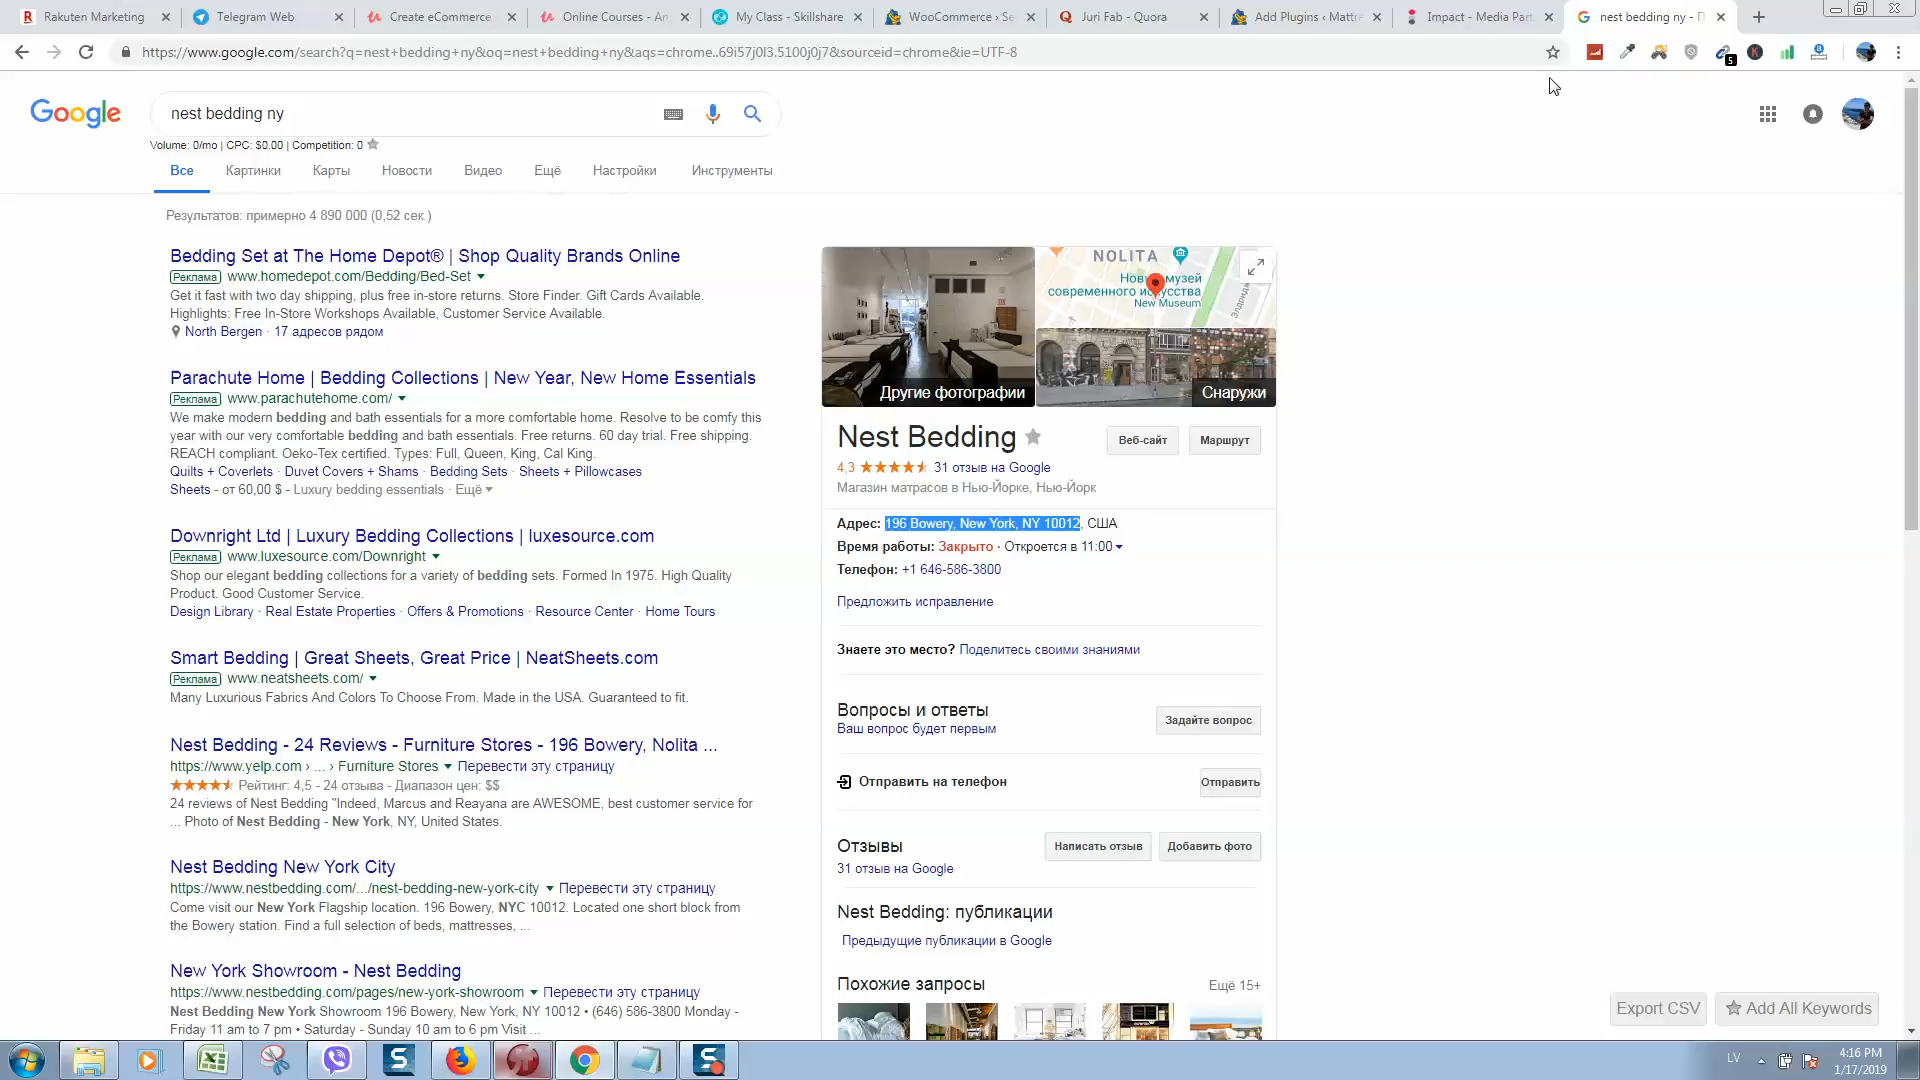 Rakuten Marketing
Telegram Web
Create eCommerce
Online Courses - An
My Class - Skillshare
WooCommerce › Se
Juri Fab - Quora
Add Plugins ‹ Mattre
Impact - Media Part
nest bedding ny - П
https://www.google.com/search?q=nest+bedding+ny&oq=nest+bedding+ny&aqs=chrome..69i57j0l3.5100j0j7&sourceid=chrome&ie=UTF-8
5
Google
nest bedding ny
Volume: 0/mo | CPC: $0.00 | Competition: 0
Все
Картинки
Карты
Новости
Видео
Ещё
Настройки
Инструменты
Результатов: примерно 4 890 000 (0,52 сек.)
Bedding Set at The Home Depot® | Shop Quality Brands Online
Реклама www.homedepot.com/Bedding/Bed-Set
Get it fast with two day shipping, plus free in-store returns. Store Finder. Gift Cards Available.
Highlights: Free In-Store Workshops Available, Customer Service Available.
North Bergen · 17 адресов рядом
Parachute Home | Bedding Collections | New Year, New Home Essentials
Реклама www.parachutehome.com/
We make modern bedding and bath essentials for a more comfortable home. Resolve to be comfy this
year with our very comfortable bedding and bath essentials. Free returns. 60 day trial. Free shipping.
REACH compliant. Oeko-Tex certified. Types: Full, Queen, King, Cal King.
Quilts + Coverlets · Duvet Covers + Shams · Bedding Sets · Sheets + Pillowcases
Sheets - от 60,00 $ - Luxury bedding essentials · Ещё
Downright Ltd | Luxury Bedding Collections | luxesource.com
Реклама www.luxesource.com/Downright
Shop our elegant bedding collections for a variety of bedding sets. Formed In 1975. High Quality
Product. Good Customer Service.
Design Library · Real Estate Properties · Offers & Promotions · Resource Center · Home Tours
Smart Bedding | Great Sheets, Great Price | NeatSheets.com
Реклама www.neatsheets.com/
Many Luxurious Fabrics And Colors To Choose From. Made in the USA. Guaranteed to fit.
Nest Bedding - 24 Reviews - Furniture Stores - 196 Bowery, Nolita ...
https://www.yelp.com › ... › Furniture Stores Перевести эту страницу
Рейтинг: 4,5 - 24 отзыва - Диапазон цен: $$
24 reviews of Nest Bedding "Indeed, Marcus and Reayana are AWESOME, best customer service for
... Photo of Nest Bedding - New York, NY, United States.
Nest Bedding New York City
https://www.nestbedding.com/.../nest-bedding-new-york-city Перевести эту страницу
Come visit our New York Flagship location. 196 Bowery, NYC 10012. Located one short block from
the Bowery station. Find a full selection of beds, mattresses, ...
New York Showroom - Nest Bedding
https://www.nestbedding.com/pages/new-york-showroom Перевести эту страницу
Nest Bedding New York Showroom 196 Bowery, New York, NY 10012 • (646) 586-3800 Monday -
Friday 11 am to 7 pm • Saturday - Sunday 10 am to 6 pm Visit ...
NOLITA
Новый музей
современного искусства
New Museum
Элдридж
Другие фотографии
Снаружи
Nest Bedding
Веб-сайт
Маршрут
4,3 31 отзыв на Google
Магазин матрасов в Нью-Йорке, Нью-Йорк
Адрес: 196 Bowery, New York, NY 10012, США
Время работы: Закрыто · Откроется в 11:00
Телефон: +1 646-586-3800
Предложить исправление
Знаете это место? Поделитесь своими знаниями
Вопросы и ответы
Ваш вопрос будет первым
Задайте вопрос
Отправить на телефон
Отправить
Отзывы
31 отзыв на Google
Написать отзыв
Добавить фото
Nest Bedding: публикации
Предыдущие публикации в Google
Похожие запросы
Ещё 15+
Export CSV
Add All Keywords
LV
4:16 PM
1/17/2019